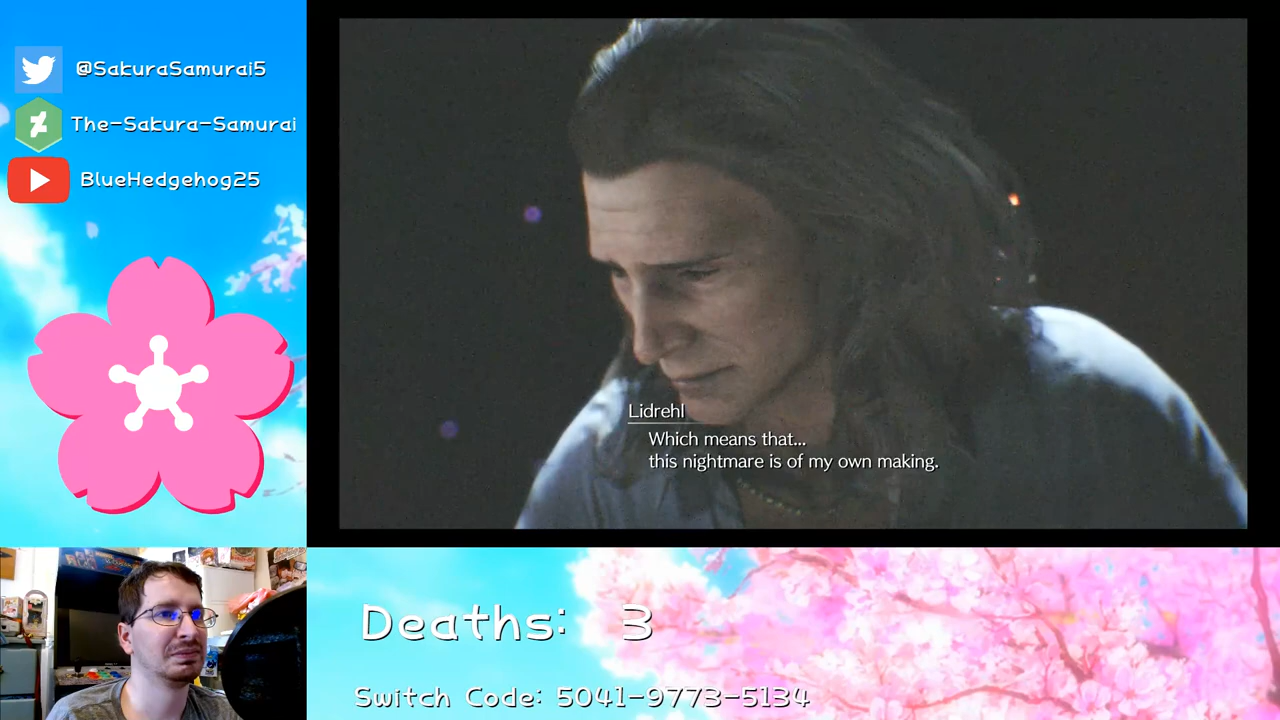 @SakuraSamurai5
The-Sakura-Samurai
BlueHedgehog25
Lidrehl
Which means that...
this nightmare is of my own making.
Deaths: 3
Switch Code: 5041-9773-5134